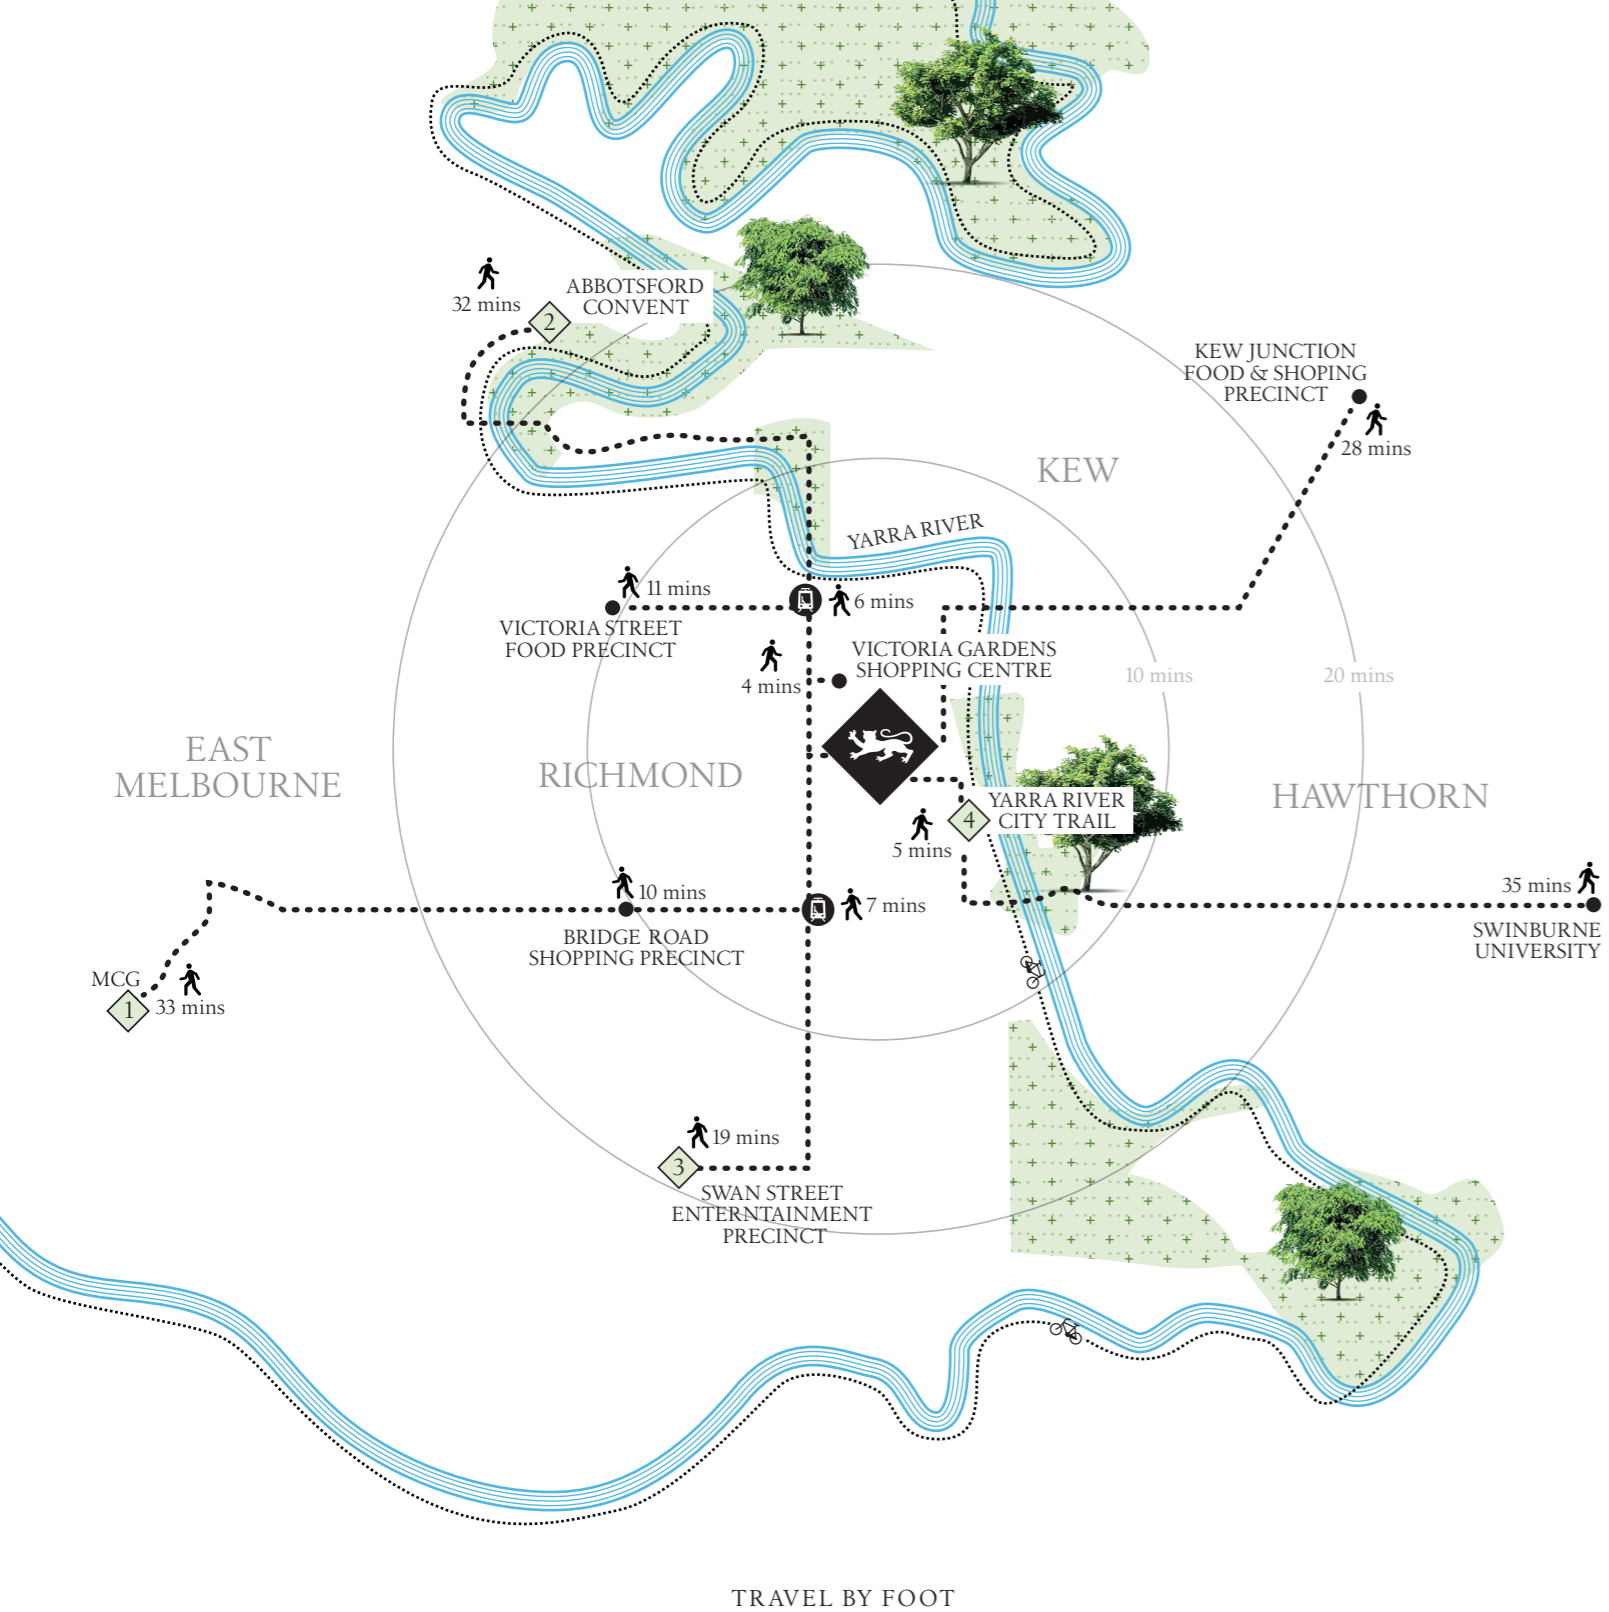 32 mins
ABBOTSFORD
CONVENT
2
KEW JUNCTION
FOOD & SHOPING
PRECINCT
28 mins
KEW
YARRA RIVER
11 mins
6 mins
VICTORIA STREET
FOOD PRECINCT
VICTORIA GARDENS
SHOPPING CENTRE
4 mins
10 mins
20 mins
EAST
MELBOURNE
RICHMOND
HAWTHORN
YARRA RIVER
CITY TRAIL
4
5 mins
10 mins
7 mins
35 mins
BRIDGE ROAD
SHOPPING PRECINCT
SWINBURNE
UNIVERSITY
MCG
1
33 mins
19 mins
3
SWAN STREET
ENTERNTAINMENT
PRECINCT
TRAVEL BY FOOT